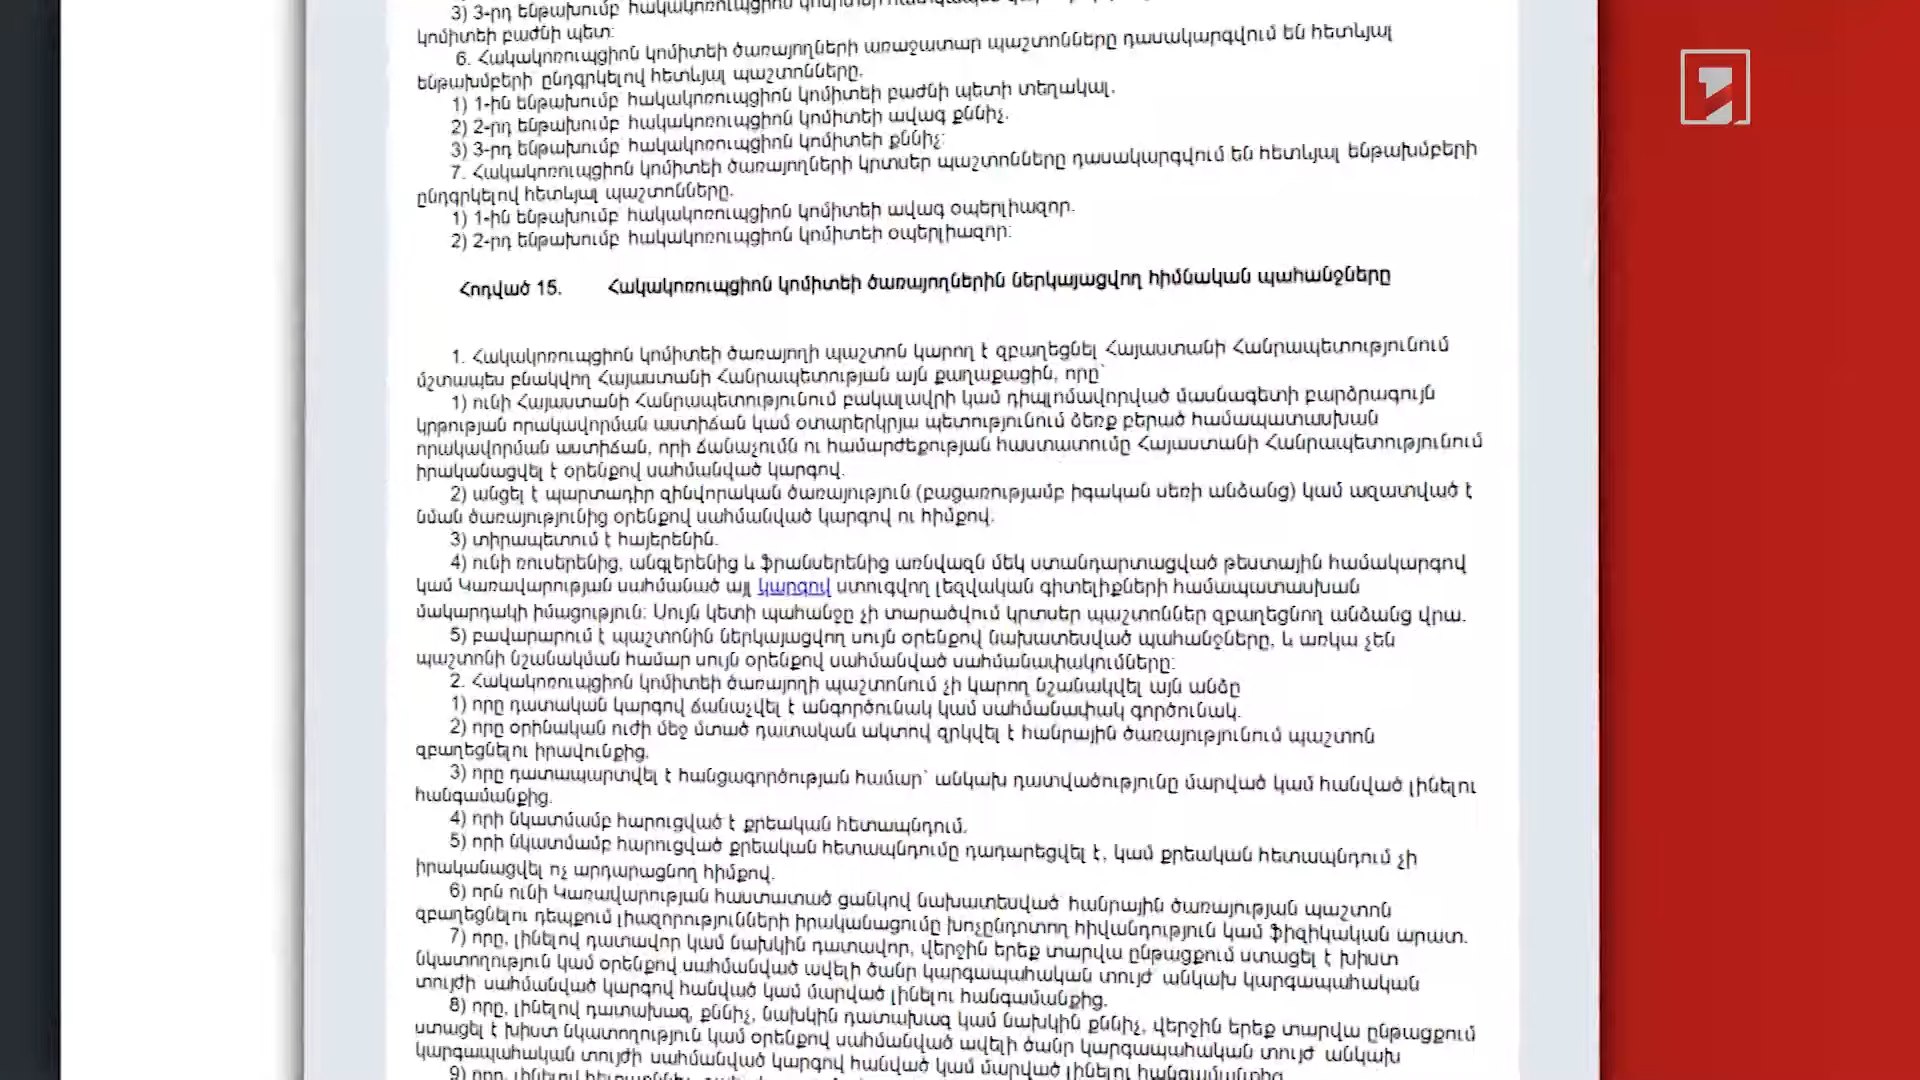 3) 3-րդ ենթախումբ հակակոռուպցիոն կոմիտեի
կոմիտեի բաժնի պետ:
6. Հակակոռուպցիոն կոմիտեի ծառայողների առաջատար պաշտոնները դասակարգվում են հետևյալ
ենթախմբերի՝ ընդգրկելով հետևյալ պաշտոնները.
1) 1-ին ենթախումբ՝ հակակոռուպցիոն կոմիտեի բաժնի պետի տեղակալ.
2) 2-րդ ենթախումբ՝ հակակոռուպցիոն կոմիտեի ավագ քննիչ.
3) 3-րդ ենթախումբ՝ հակակոռուպցիոն կոմիտեի քննիչ:
7. Հակակոռուպցիոն կոմիտեի ծառայողների կրտսեր պաշտոնները դասակարգվում են հետևյալ ենթախմբերի՝
ընդգրկելով հետևյալ պաշտոնները.
1) 1-ին ենթախումբ՝ հակակոռուպցիոն կոմիտեի ավագ օպերլիազոր.
2) 2-րդ ենթախումբ՝ հակակոռուպցիոն կոմիտեի օպերլիազոր:
Հոդված 15. Հակակոռուպցիոն կոմիտեի ծառայողներին ներկայացվող հիմնական պահանջները
1. Հակակոռուպցիոն կոմիտեի ծառայողի պաշտոն կարող է զբաղեցնել Հայաստանի Հանրապետությունում
մշտապես բնակվող Հայաստանի Հանրապետության այն քաղաքացին, որը՝
1) ունի Հայաստանի Հանրապետությունում բակալավրի կամ դիպլոմավորված մասնագետի բարձրագույն
կրթության որակավորման աստիճան կամ օտարերկրյա պետությունում ձեռք բերած համապատասխան
որակավորման աստիճան, որի ճանաչումն ու համարժեքության հաստատումը Հայաստանի Հանրապետությունում
իրականացվել է օրենքով սահմանված կարգով.
2) անցել է պարտադիր զինվորական ծառայություն (բացառությամբ իգական սեռի անձանց) կամ ազատված է
նման ծառայությունից օրենքով սահմանված կարգով ու հիմքով.
3) տիրապետում է հայերենին.
4) ունի ռուսերենից, անգլերենից և ֆրանսերենից առնվազն մեկ ստանդարտացված թեստային համակարգով
կամ Կառավարության սահմանած այլ կարգով ստուգվող լեզվական գիտելիքների համապատասխան
մակարդակի իմացություն: Սույն կետի պահանջը չի տարածվում կրտսեր պաշտոններ զբաղեցնող անձանց վրա.
5) բավարարում է պաշտոնին ներկայացվող սույն օրենքով նախատեսված պահանջները, և առկա չեն
պաշտոնի նշանակման համար սույն օրենքով սահմանված սահմանափակումները:
2. Հակակոռուպցիոն կոմիտեի ծառայողի պաշտոնում չի կարող նշանակվել այն անձը՝
1) որը դատական կարգով ճանաչվել է անգործունակ կամ սահմանափակ գործունակ.
2) որը օրինական ուժի մեջ մտած դատական ակտով զրկվել է հանրային ծառայությունում պաշտոն
զբաղեցնելու իրավունքից.
3) որը դատապարտվել է հանցագործության համար՝ անկախ դատվածությունը մարված կամ հանված լինելու
հանգամանքից.
4) որի նկատմամբ հարուցված է քրեական հետապնդում.
5) որի նկատմամբ հարուցված քրեական հետապնդումը դադարեցվել է, կամ քրեական հետապնդում չի
իրականացվել ոչ արդարացնող հիմքով.
6) որն ունի Կառավարության հաստատած ցանկով նախատեսված՝ հանրային ծառայության պաշտոն
զբաղեցնելու դեպքում լիազորությունների իրականացումը խոչընդոտող հիվանդություն կամ ֆիզիկական արատ.
7) որը, լինելով դատավոր կամ նախկին դատավոր, վերջին երեք տարվա ընթացքում ստացել է խիստ
նկատողություն կամ օրենքով սահմանված ավելի ծանր կարգապահական տույժ՝ անկախ կարգապահական
տույժի՝ սահմանված կարգով հանված կամ մարված լինելու հանգամանքից.
8) որը, լինելով դատախազ, քննիչ, նախկին դատախազ կամ նախկին քննիչ, վերջին երեք տարվա ընթացքում
ստացել է խիստ նկատողություն կամ օրենքով սահմանված ավելի ծանր կարգապահական տույժ՝ անկախ
կարգապահական տույժի՝ սահմանված կարգով հանված կամ մարված լինելու հանգամանքից.
9) որը, լինելով